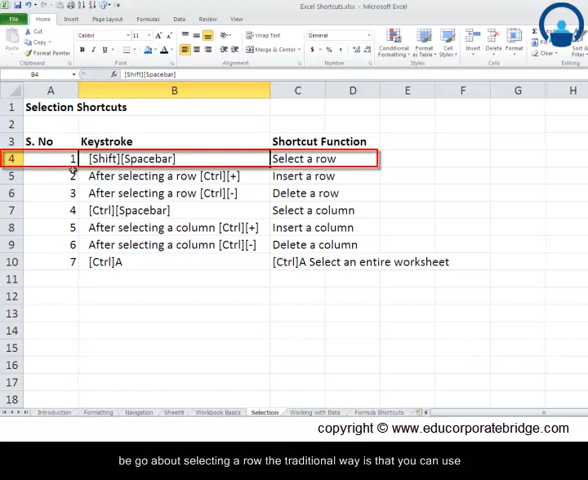 Excel Shortcuts.xlsx - Microsoft Excel
File Home Insert Page Layout Formulas Data Review View
Paste Cut Copy Format Painter Calibri 11 Wrap Text General Conditional Formatting Format as Table Cell Styles Insert Delete Format
Merge & Center
Clipboard Font Alignment Number Styles Cells
B4 [Shift][Spacebar]
A B C D E F G H
1 Selection Shortcuts
2
3 S. No Keystroke Shortcut Function
4 1 [Shift][Spacebar] Select a row
5 2 After selecting a row [Ctrl][+] Insert a row
6 3 After selecting a row [Ctrl][-] Delete a row
7 4 [Ctrl][Spacebar] Select a column
8 5 After selecting a column [Ctrl][+] Insert a column
9 6 After selecting a column [Ctrl][-] Delete a column
10 7 [Ctrl]A [Ctrl]A Select an entire worksheet
11
12
13
14
15
16
17
18
Introduction Formatting Navigation Sheet9 Workbook Basics Selection Working with Data Formula Shortcuts
copyright © www.educorporatebridge.com
be go about selecting a row the traditional way is that you can use